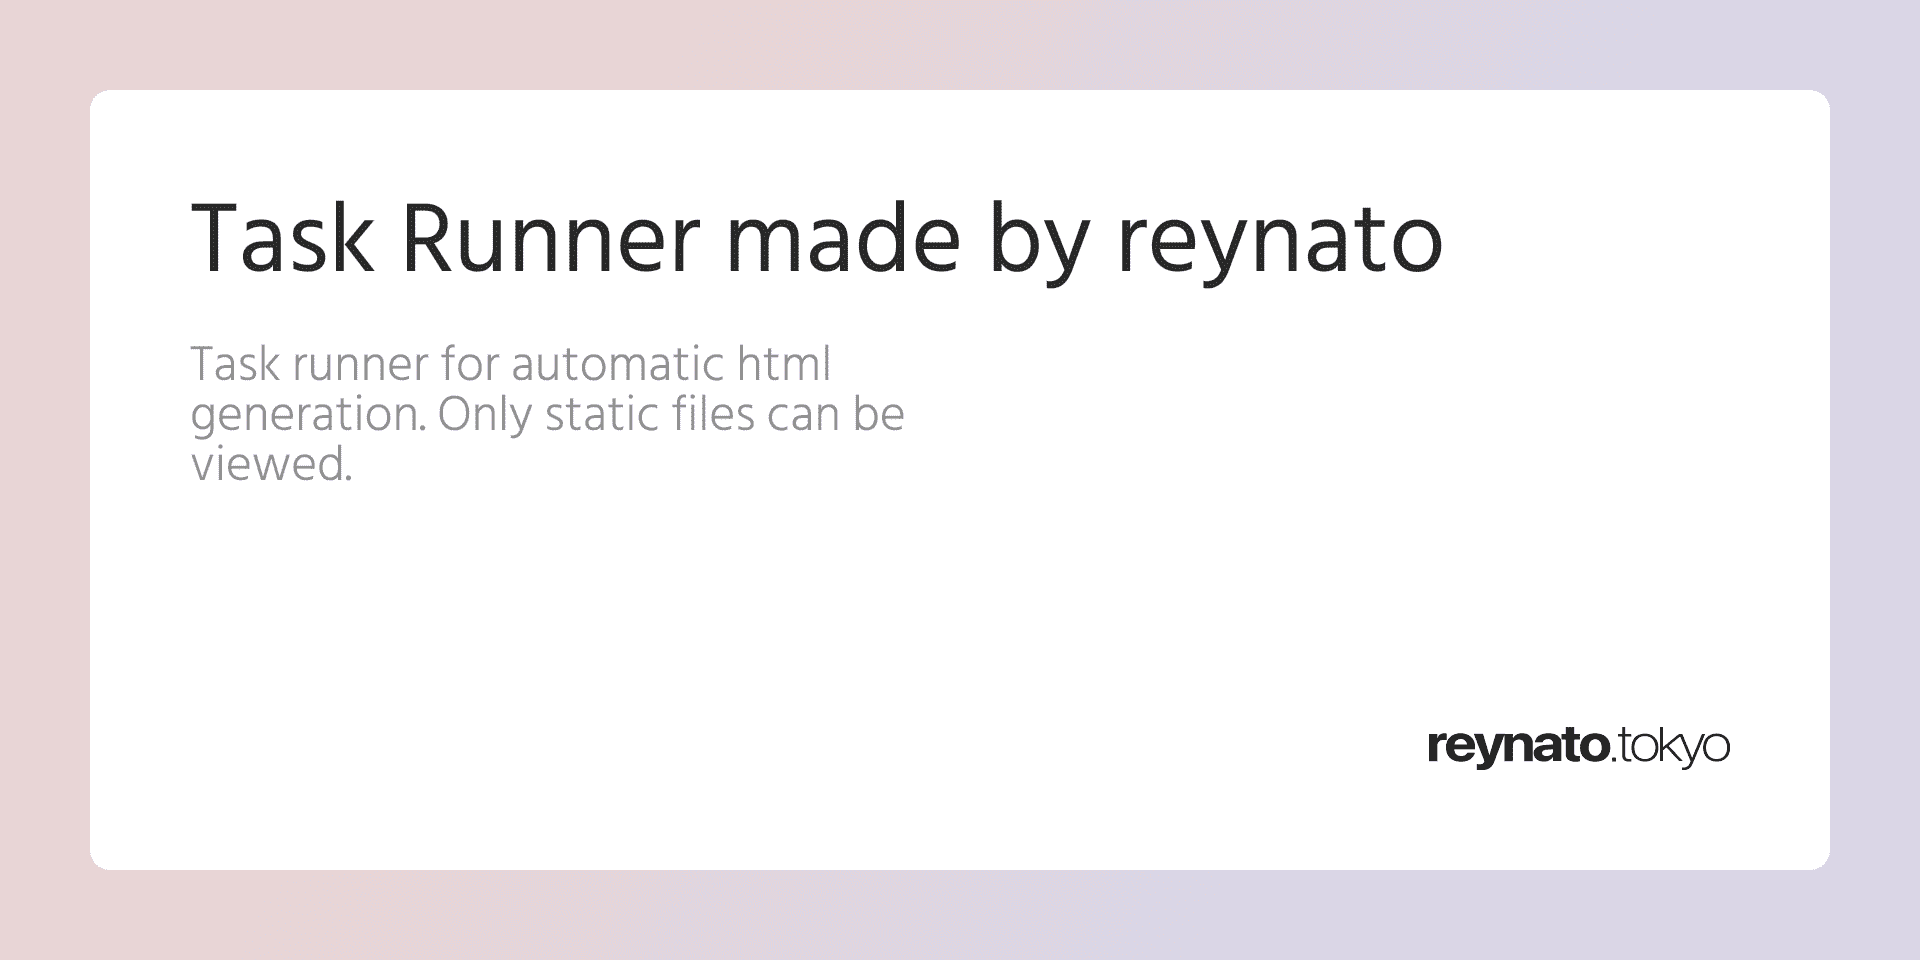 Task Runner made by reynato
Task runner for automatic html
generation. Only static files can be
viewed.
reynato.tokyo